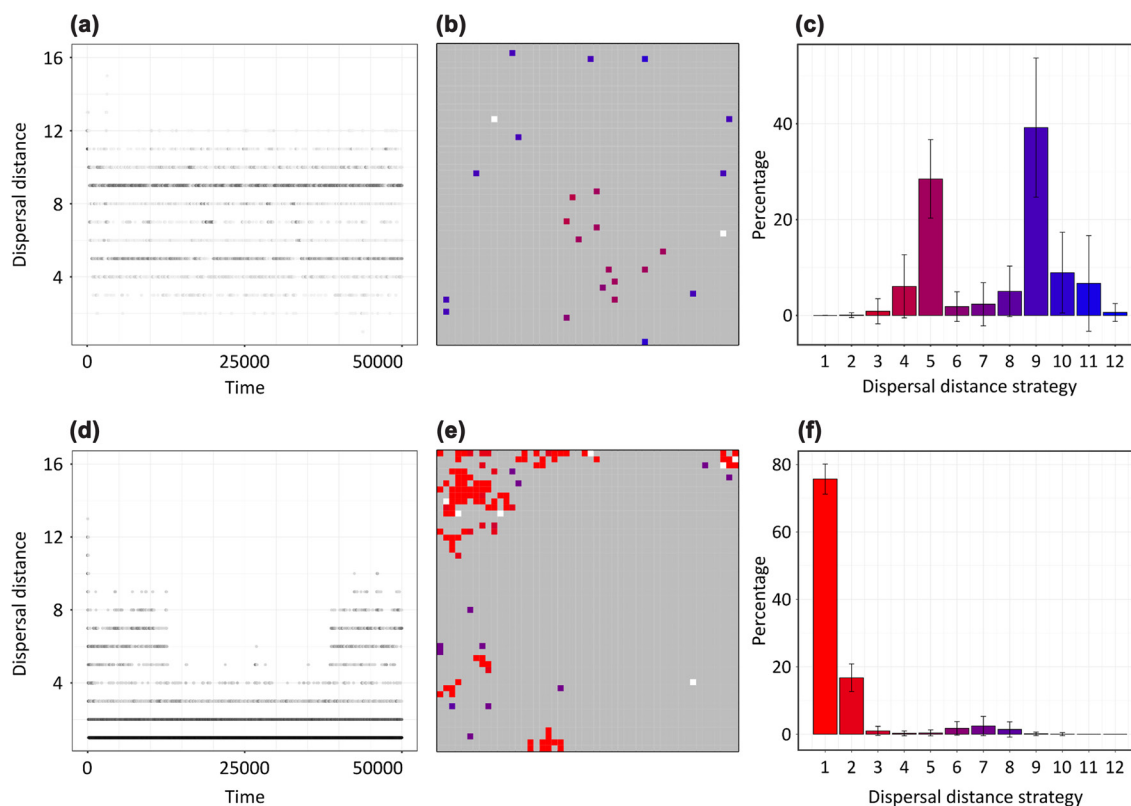 (a)
(b)
(c)
16
12
8
4
Dispersal distance
0
25000
50000
Time
40
20
0
Percentage
1 2 3 4 5 6 7 8 9 10 11 12
Dispersal distance strategy
(d)
(e)
(f)
16
12
8
4
Dispersal distance
0
25000
50000
Time
80
60
40
20
0
Percentage
1 2 3 4 5 6 7 8 9 10 11 12
Dispersal distance strategy